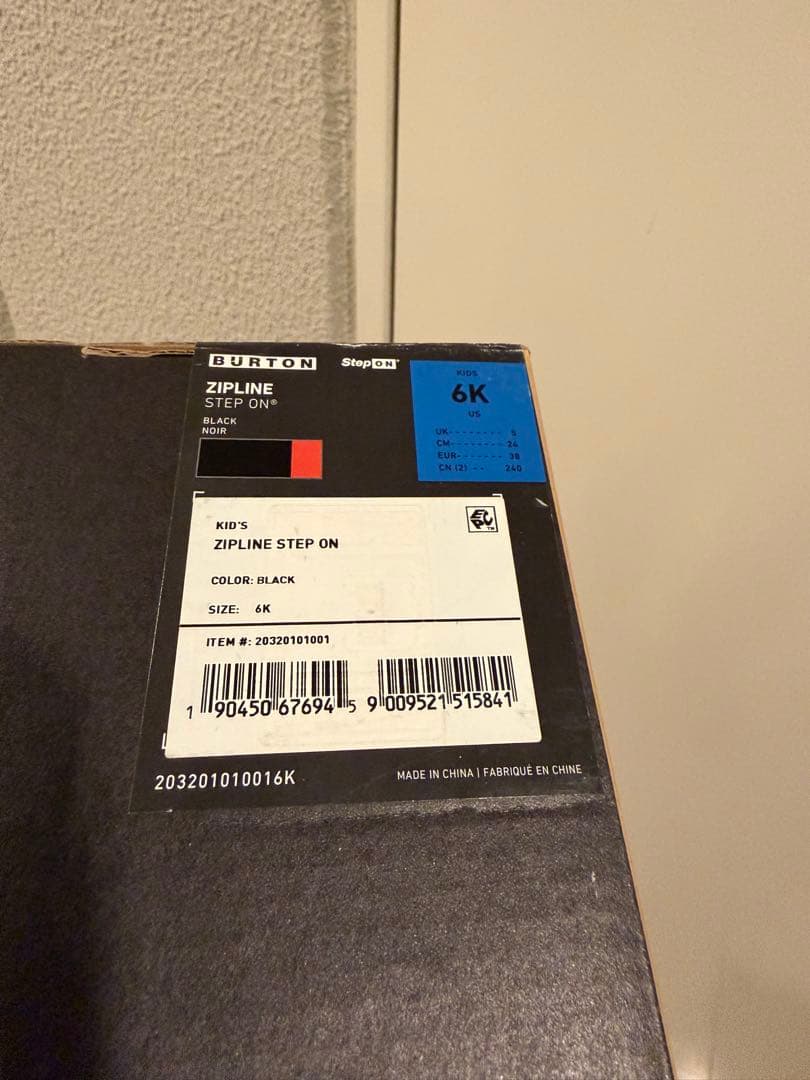 BURTON
Step ON®
ZIPLINE
STEP ON®
BLACK
NOIR
KIDS
6K
US
UK- - - - - - - - 5
CM- - - - - - - - 24
EUR- - - - - - - 38
CN (2) - - 240
KID'S
ZIPLINE STEP ON
EPC™
COLOR: BLACK
SIZE: 6K
ITEM #: 20320101001
1 90450 67694 5
9 009521 515841
203201010016K
MADE IN CHINA | FABRIQUÉ EN CHINE